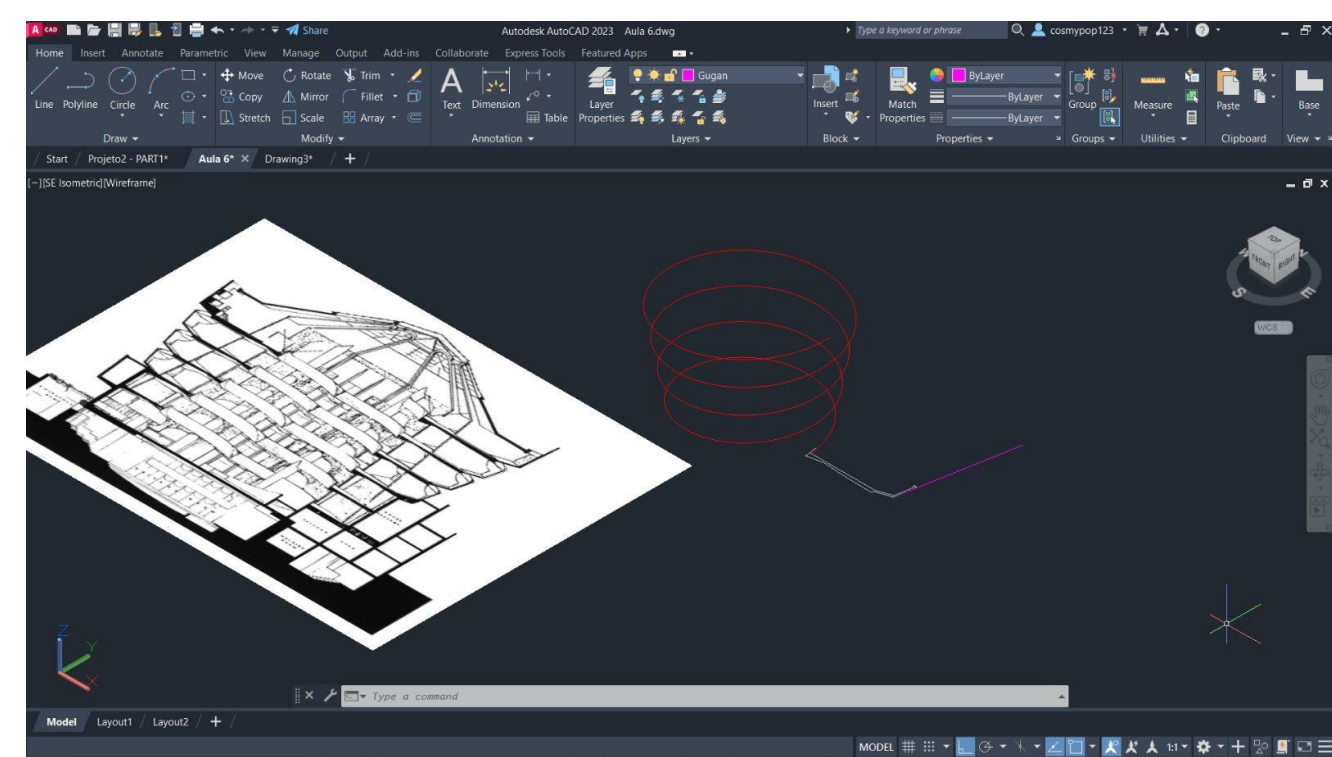 A CAD Share Autodesk AutoCAD 2023 Aula 6.dwg Type a keyword or phrase cosmypop123 ?
Home Insert Annotate Parametric View Manage Output Add-ins Collaborate Express Tools Featured Apps
Move Rotate Trim Gugan ByLayer
Line Polyline Circle Arc Copy Mirror Fillet A Text Dimension Layer Properties Insert Match Properties ByLayer Group Measure Paste Base
Stretch Scale Array Table ByLayer
Draw Modify Annotation Layers Block Properties Groups Utilities Clipboard View
Start Projeto2 - PART1* Aula 6* Drawing3*
[−][SE Isometric][Wireframe]
TOP
W N
FRONT RIGHT
S E
WCS
Z
Y
X
Type a command
Model Layout1 Layout2
MODEL 1:1